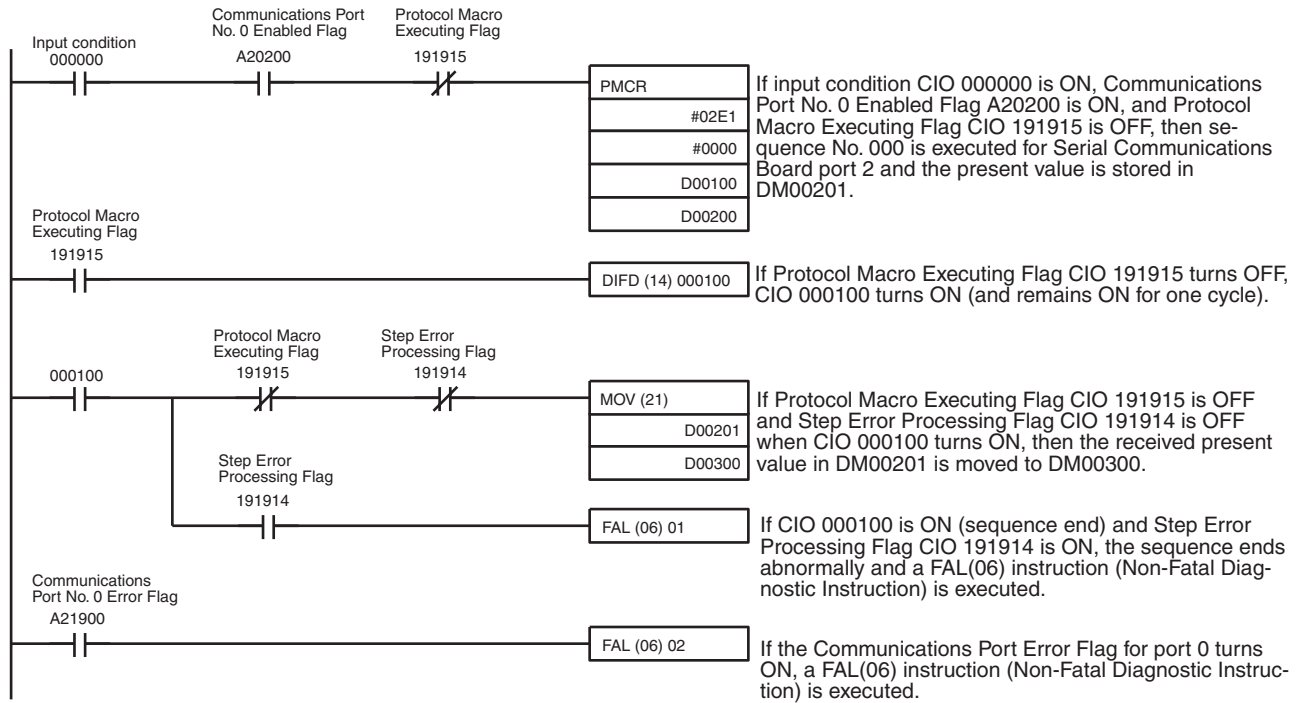 Communications Port
No. 0 Enabled Flag
Protocol Macro
Executing Flag
Input condition
000000
A20200
191915
PMCR
#02E1
#0000
D00100
D00200
If input condition CIO 000000 is ON, Communications
Port No. 0 Enabled Flag A20200 is ON, and Protocol
Macro Executing Flag CIO 191915 is OFF, then se-
quence No. 000 is executed for Serial Communications
Board port 2 and the present value is stored in
DM00201.
Protocol Macro
Executing Flag
191915
DIFD (14) 000100
If Protocol Macro Executing Flag CIO 191915 turns OFF,
CIO 000100 turns ON (and remains ON for one cycle).
Protocol Macro
Executing Flag
191915
Step Error
Processing Flag
191914
000100
MOV (21)
D00201
D00300
If Protocol Macro Executing Flag CIO 191915 is OFF
and Step Error Processing Flag CIO 191914 is OFF
when CIO 000100 turns ON, then the received present
value in DM00201 is moved to DM00300.
Step Error
Processing Flag
191914
FAL (06) 01
If CIO 000100 is ON (sequence end) and Step Error
Processing Flag CIO 191914 is ON, the sequence ends
abnormally and a FAL(06) instruction (Non-Fatal Diag-
nostic Instruction) is executed.
Communications
Port No. 0 Error Flag
A21900
FAL (06) 02
If the Communications Port Error Flag for port 0 turns
ON, a FAL(06) instruction (Non-Fatal Diagnostic Instruc-
tion) is executed.